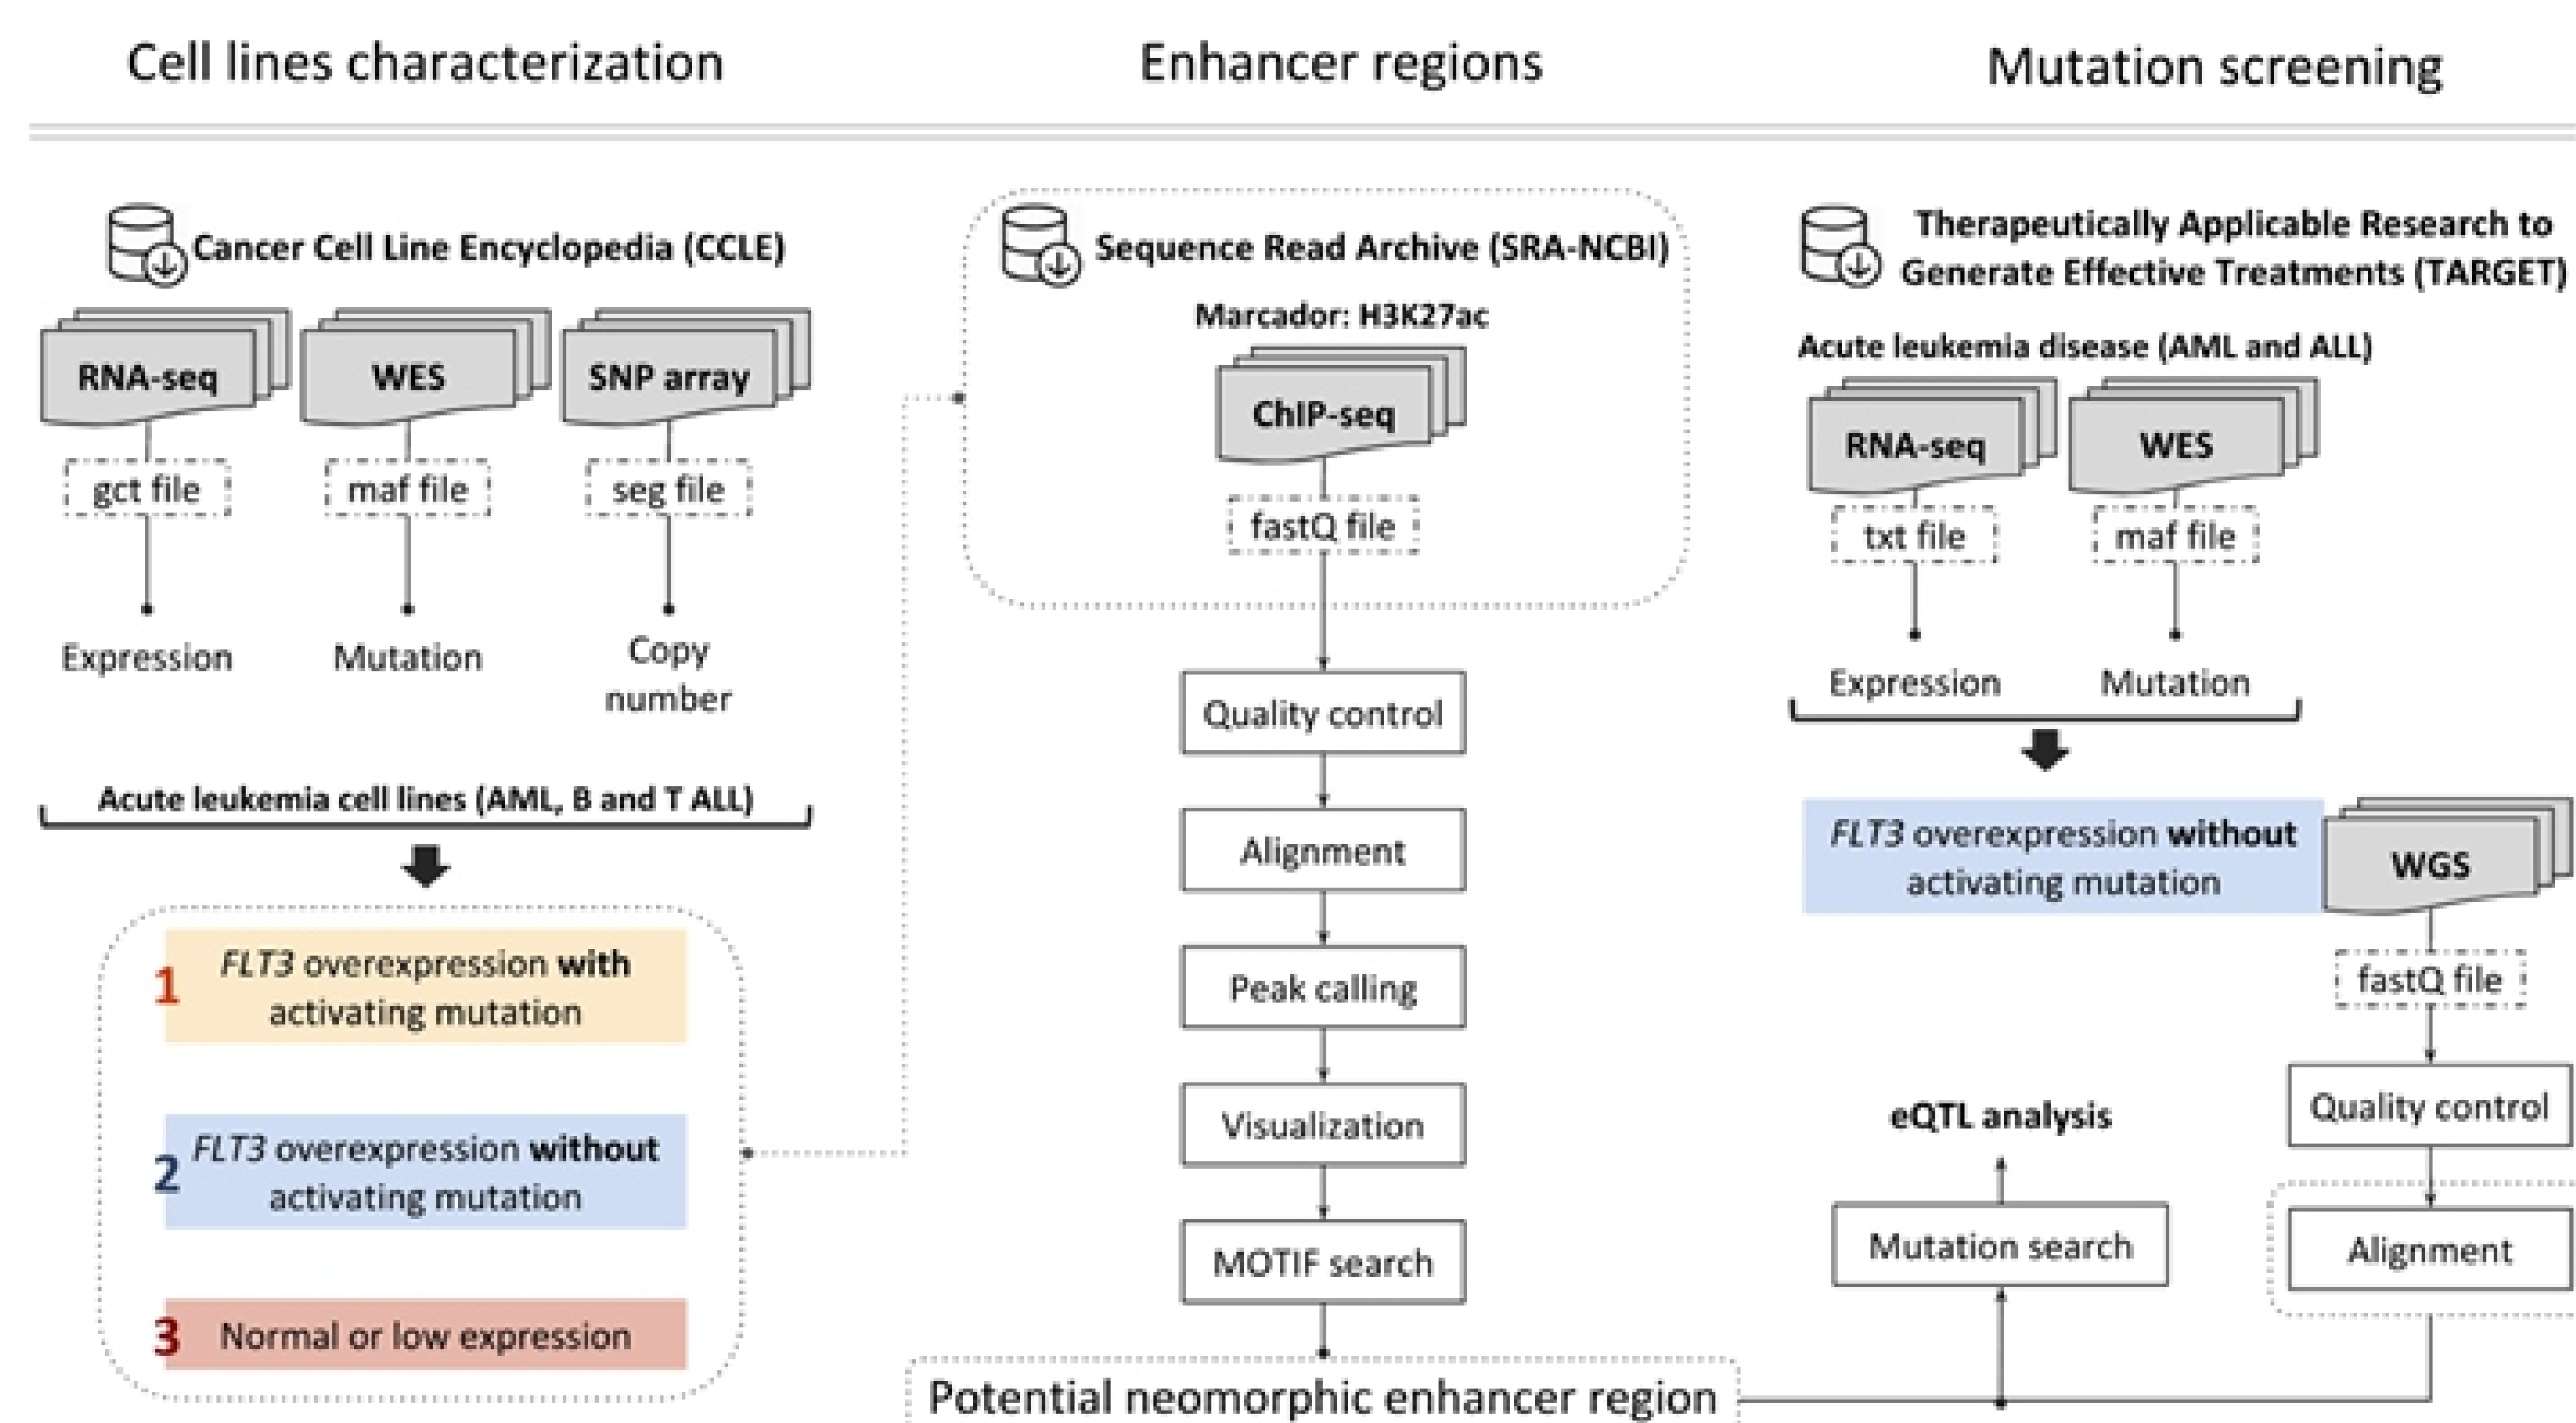 Cell lines characterization
Enhancer regions
Mutation screening
Cancer Cell Line Encyclopedia (CCLE)
RNA-seq
WES
SNP array
gct file
maf file
seg file
Expression
Mutation
Copy
number
Acute leukemia cell lines (AML, B and T ALL)
1
FLT3 overexpression with
activating mutation
2
FLT3 overexpression without
activating mutation
3
Normal or low expression
Sequence Read Archive (SRA-NCBI)
Marcador: H3K27ac
ChIP-seq
fastQ file
Quality control
Alignment
Peak calling
Visualization
MOTIF search
Potential neomorphic enhancer region
Therapeutically Applicable Research to
Generate Effective Treatments (TARGET)
Acute leukemia disease (AML and ALL)
RNA-seq
WES
txt file
maf file
Expression
Mutation
FLT3 overexpression without
activating mutation
WGS
fastQ file
Quality control
Alignment
eQTL analysis
Mutation search